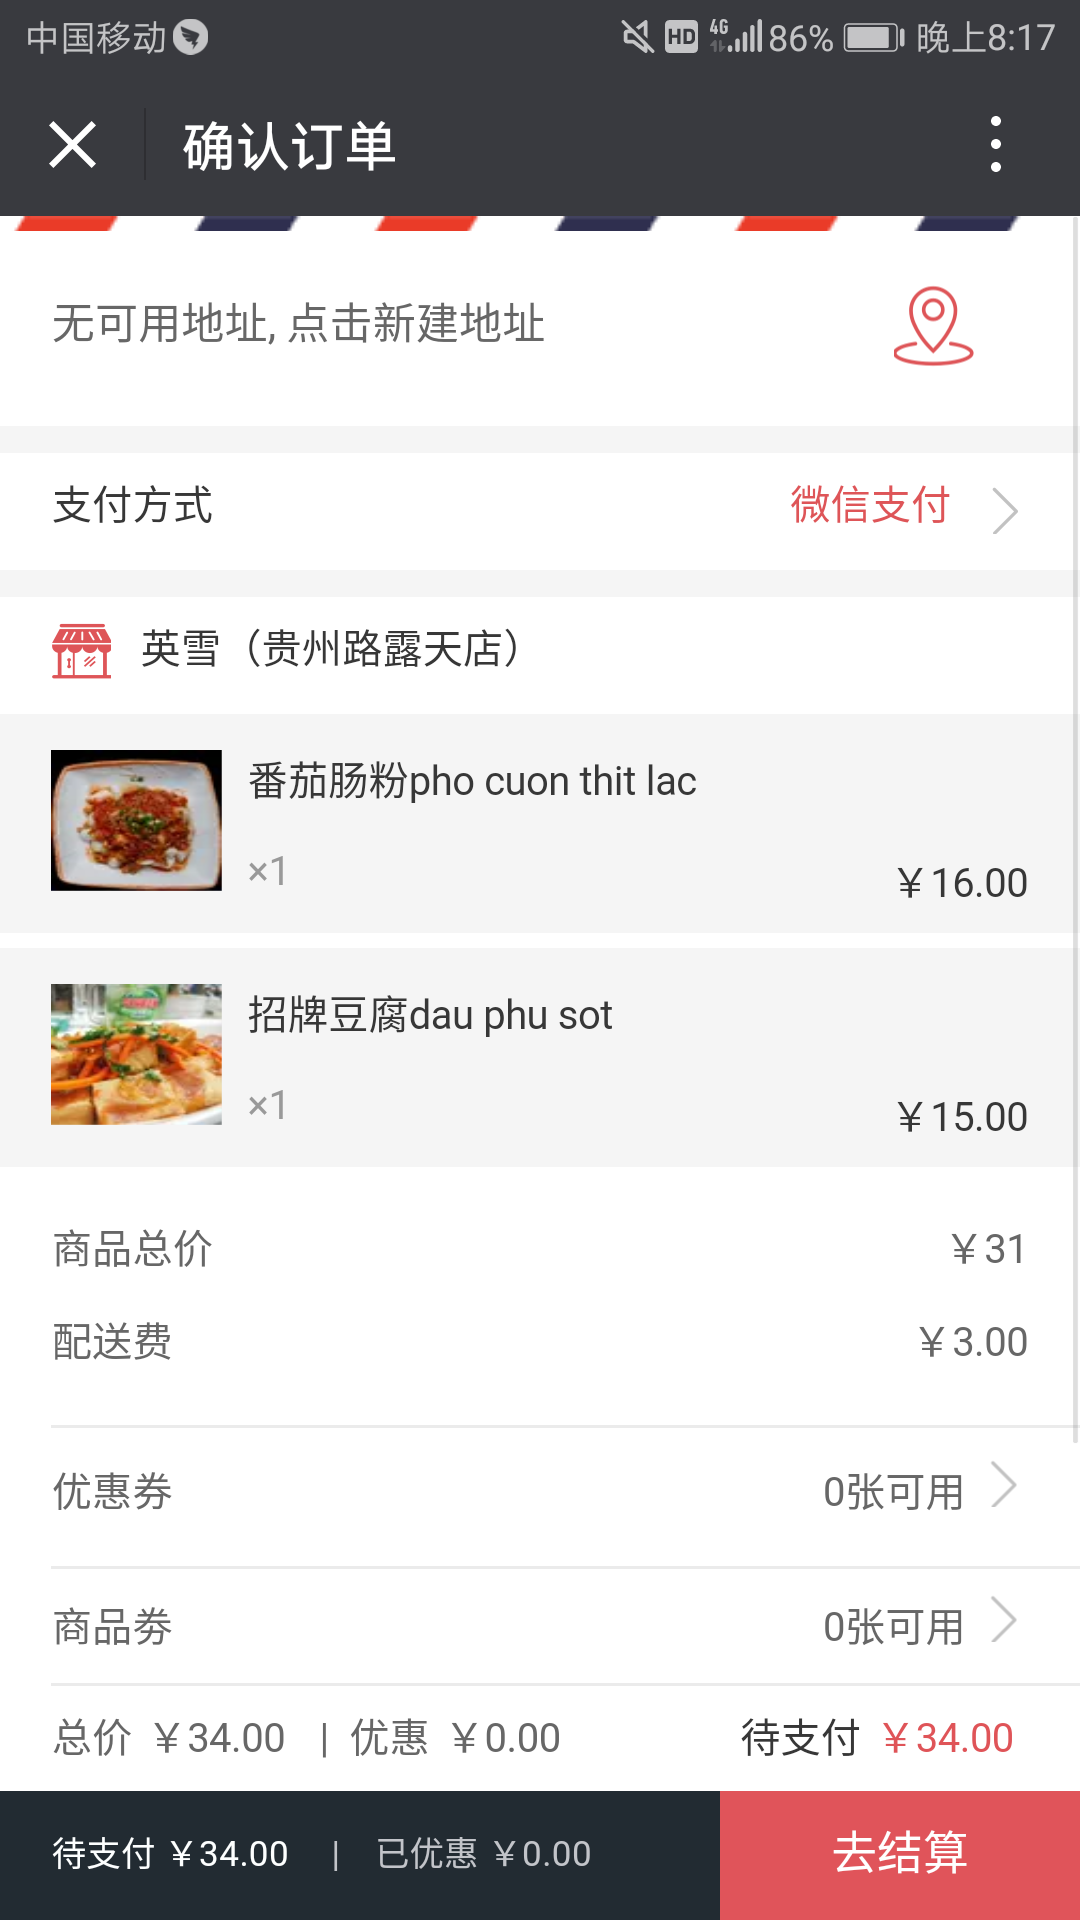 中国移动 HD 4G 86% 晚上8:17
确认订单
无可用地址, 点击新建地址
支付方式 微信支付
英雪（贵州路露天店）
番茄肠粉pho cuon thit lac
×1
￥16.00
招牌豆腐dau phu sot
×1
￥15.00
商品总价 ￥31
配送费 ￥3.00
优惠券 0张可用
商品券 0张可用
总价 ￥34.00 | 优惠 ￥0.00 待支付 ￥34.00
待支付 ￥34.00 | 已优惠 ￥0.00 去结算